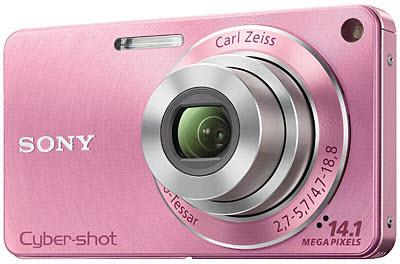 Carl Zeiss
SONY
-Tessar
2,7-5,7/4,7-18,8
Cyber-shot
14.1
MEGA PIXELS